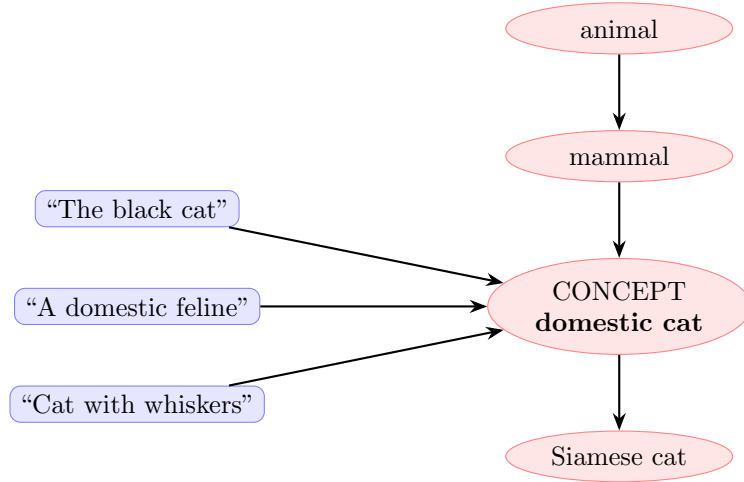 animal
mammal
“The black cat”
“A domestic feline”
CONCEPT
domestic cat
“Cat with whiskers”
Siamese cat